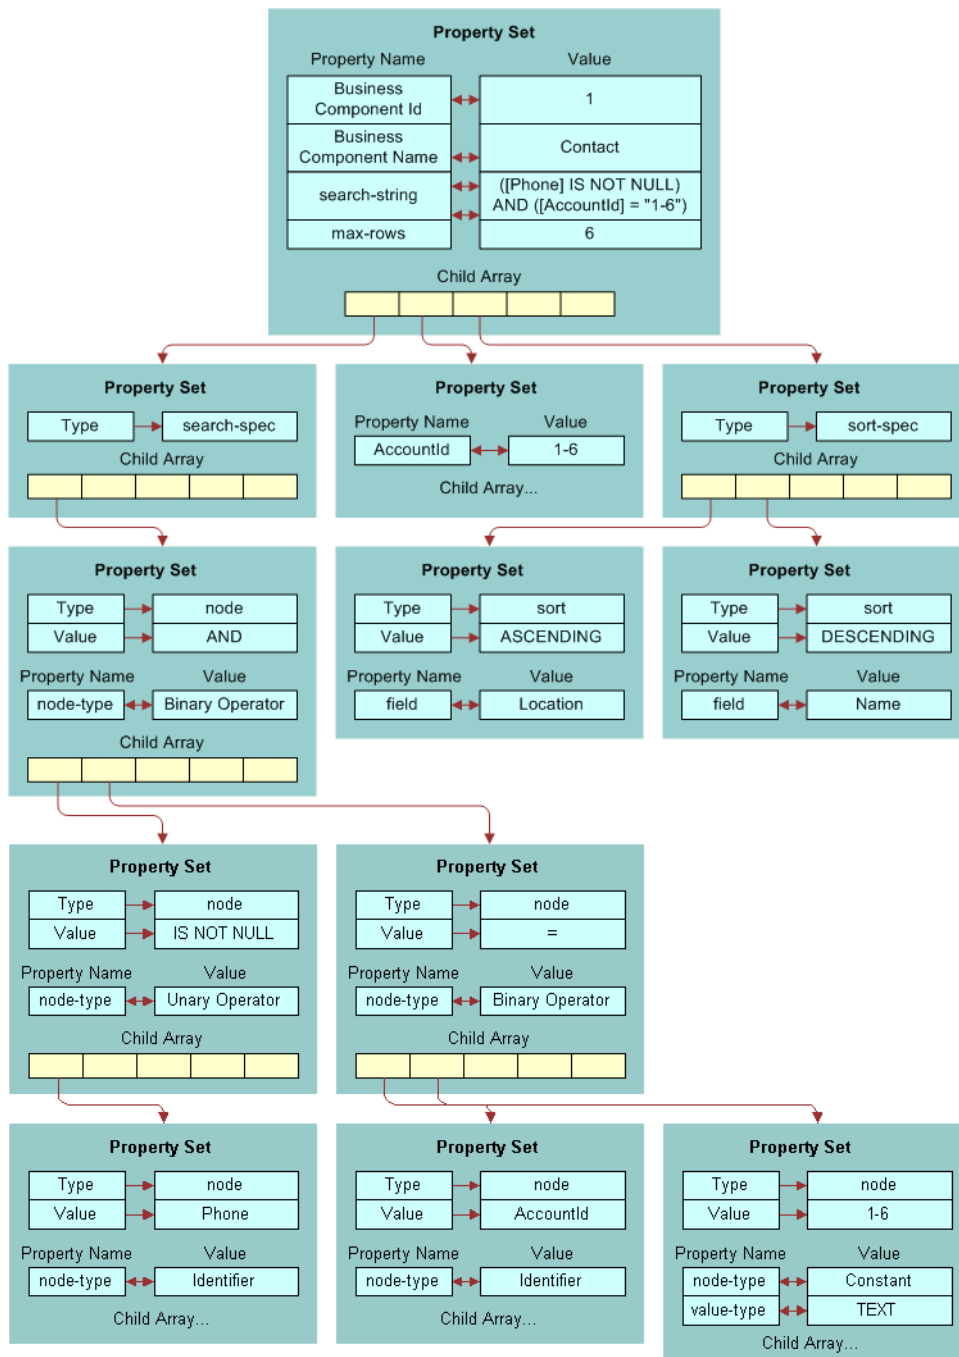 Property Set
Property Name Value
Business
Component Id
1
Business
Component Name
Contact
search-string
([Phone] IS NOT NULL)
AND ([AccountId] = "1-6")
max-rows 6
Child Array
Property Set
Type search-spec
Child Array
Property Set
Property Name Value
AccountId 1-6
Child Array...
Property Set
Type sort-spec
Child Array
Property Set
Type node
Value AND
Property Name Value
node-type Binary Operator
Child Array
Property Set
Type sort
Value ASCENDING
Property Name Value
field Location
Property Set
Type sort
Value DESCENDING
Property Name Value
field Name
Property Set
Type node
Value IS NOT NULL
Property Name Value
node-type Unary Operator
Child Array
Property Set
Type node
Value =
Property Name Value
node-type Binary Operator
Child Array
Property Set
Type node
Value Phone
Property Name Value
node-type Identifier
Child Array...
Property Set
Type node
Value AccountId
Property Name Value
node-type Identifier
Child Array...
Property Set
Type node
Value 1-6
Property Name Value
node-type Constant
value-type TEXT
Child Array...